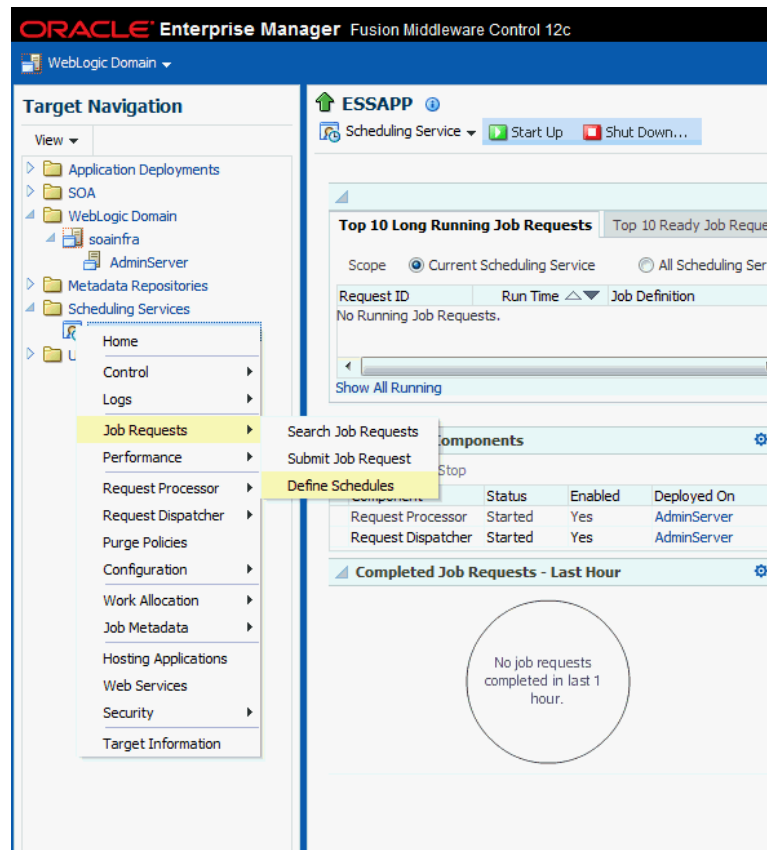 ORACLE Enterprise Manager Fusion Middleware Control 12c
WebLogic Domain
Target Navigation
View
Application Deployments
SOA
WebLogic Domain
soainfra
AdminServer
Metadata Repositories
Scheduling Services
U
Home
Control
Logs
Job Requests
Performance
Request Processor
Request Dispatcher
Purge Policies
Configuration
Work Allocation
Job Metadata
Hosting Applications
Web Services
Security
Target Information
Search Job Requests
Submit Job Request
Define Schedules
ESSAPP
Scheduling Service Start Up Shut Down...
Top 10 Long Running Job Requests Top 10 Ready Job Reque
Scope Current Scheduling Service All Scheduling Ser
Request ID Run Time Job Definition
No Running Job Requests.
Show All Running
omponents
Stop
Component Status Enabled Deployed On
Request Processor Started Yes AdminServer
Request Dispatcher Started Yes AdminServer
Completed Job Requests - Last Hour
No job requests
completed in last 1
hour.